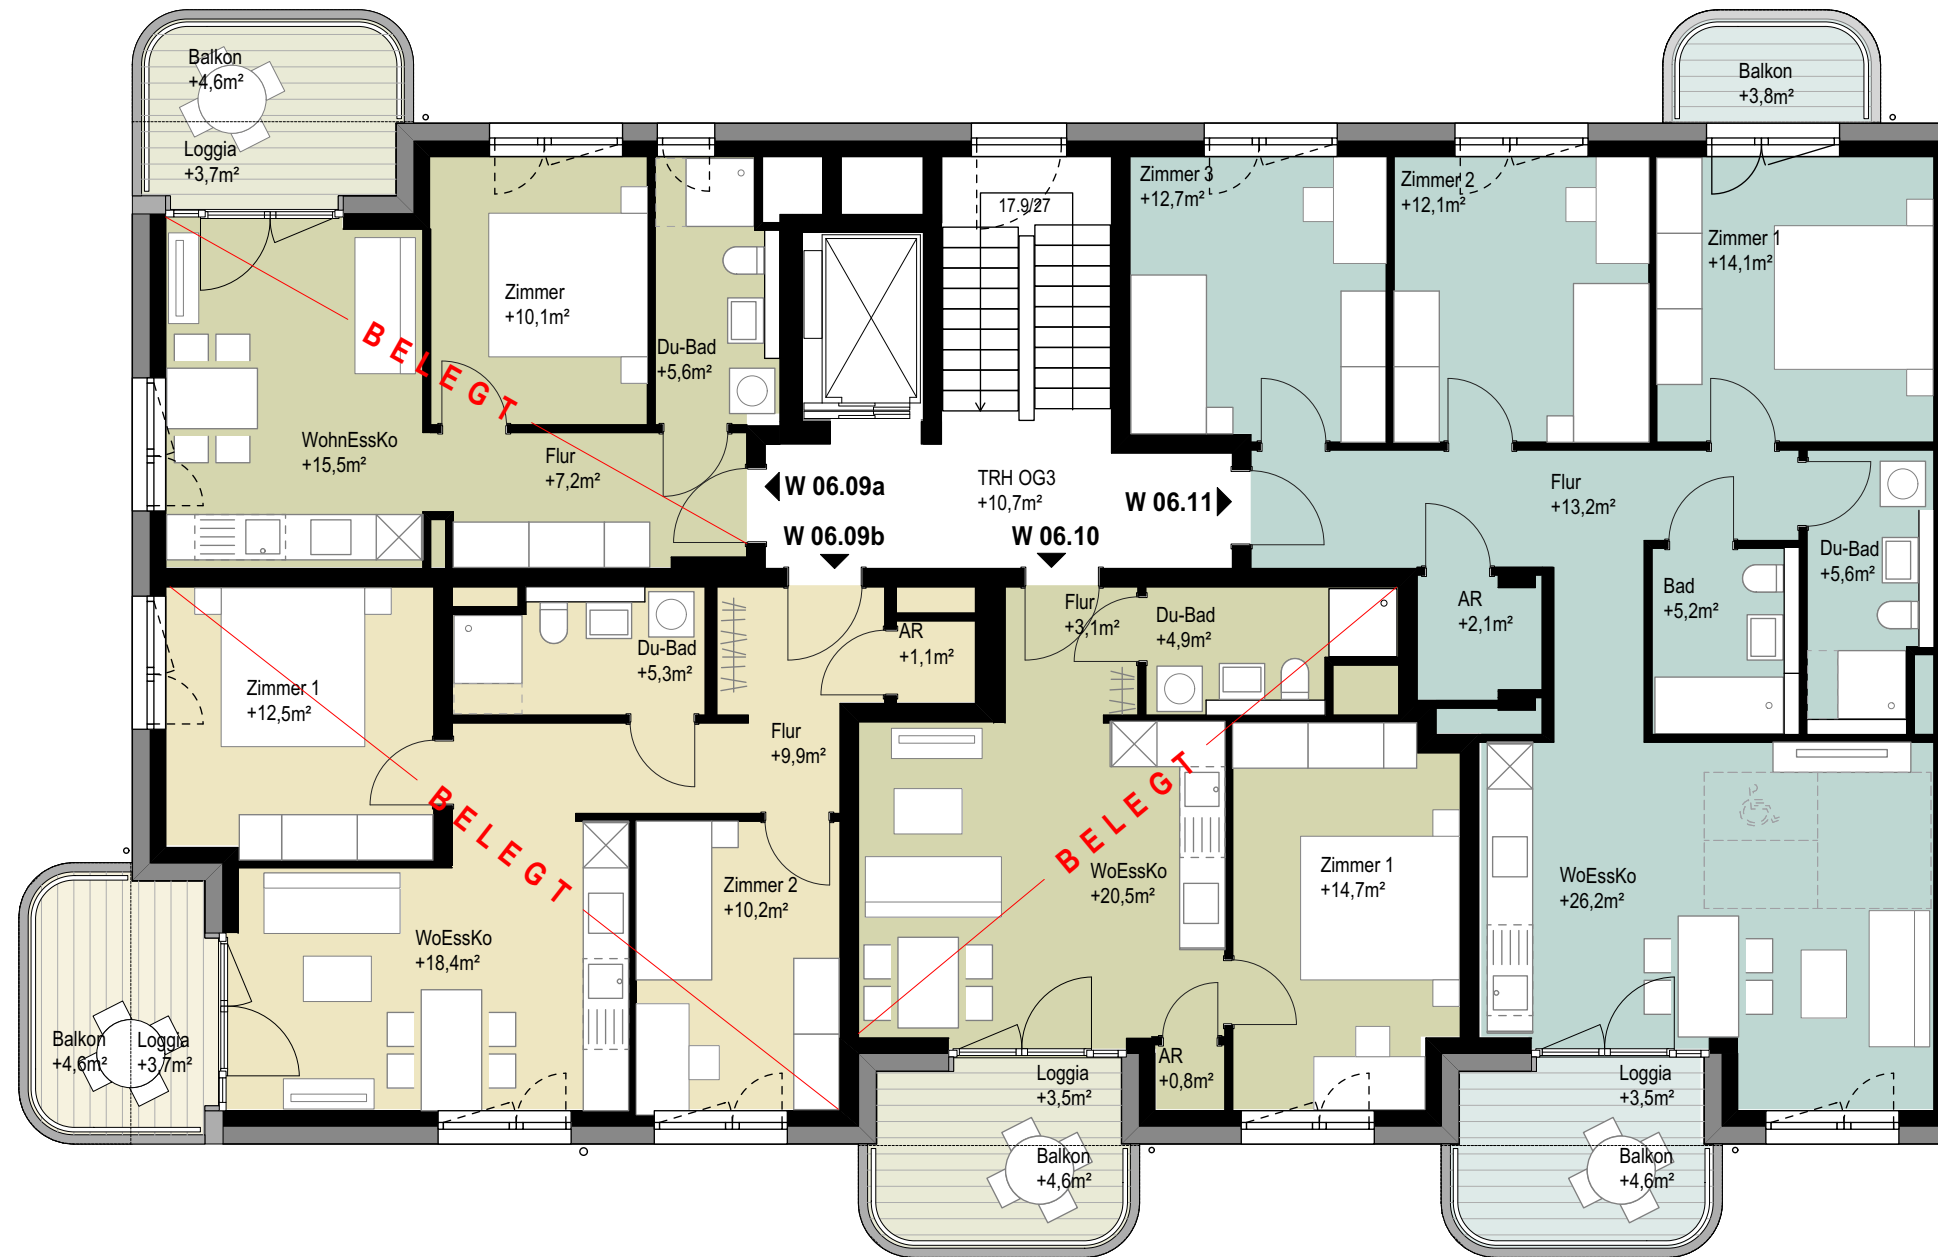 Balkon
+4,6m²
Loggia
+3,7m²
Balkon
+3,8m²
Zimmer
+10,1m²
Du-Bad
+5,6m²
17.9/27
Zimmer 3
+12,7m²
Zimmer 2
+12,1m²
Zimmer 1
+14,1m²
BELEGT
WohnEssKo
+15,5m²
Flur
+7,2m²
W 06.09a
W 06.09b
TRH OG3
+10,7m²
W 06.10
W 06.11
Flur
+13,2m²
Du-Bad
+5,6m²
Bad
+5,2m²
AR
+2,1m²
Zimmer 1
+12,5m²
Du-Bad
+5,3m²
AR
+1,1m²
Flur
+9,9m²
Flur
+3,1m²
Du-Bad
+4,9m²
BELEGT
Zimmer 2
+10,2m²
WoEssKo
+18,4m²
Balkon
+4,6m²
Loggia
+3,7m²
BELEGT
WoEssKo
+20,5m²
Zimmer 1
+14,7m²
AR
+0,8m²
Loggia
+3,5m²
Balkon
+4,6m²
WoEssKo
+26,2m²
Loggia
+3,5m²
Balkon
+4,6m²